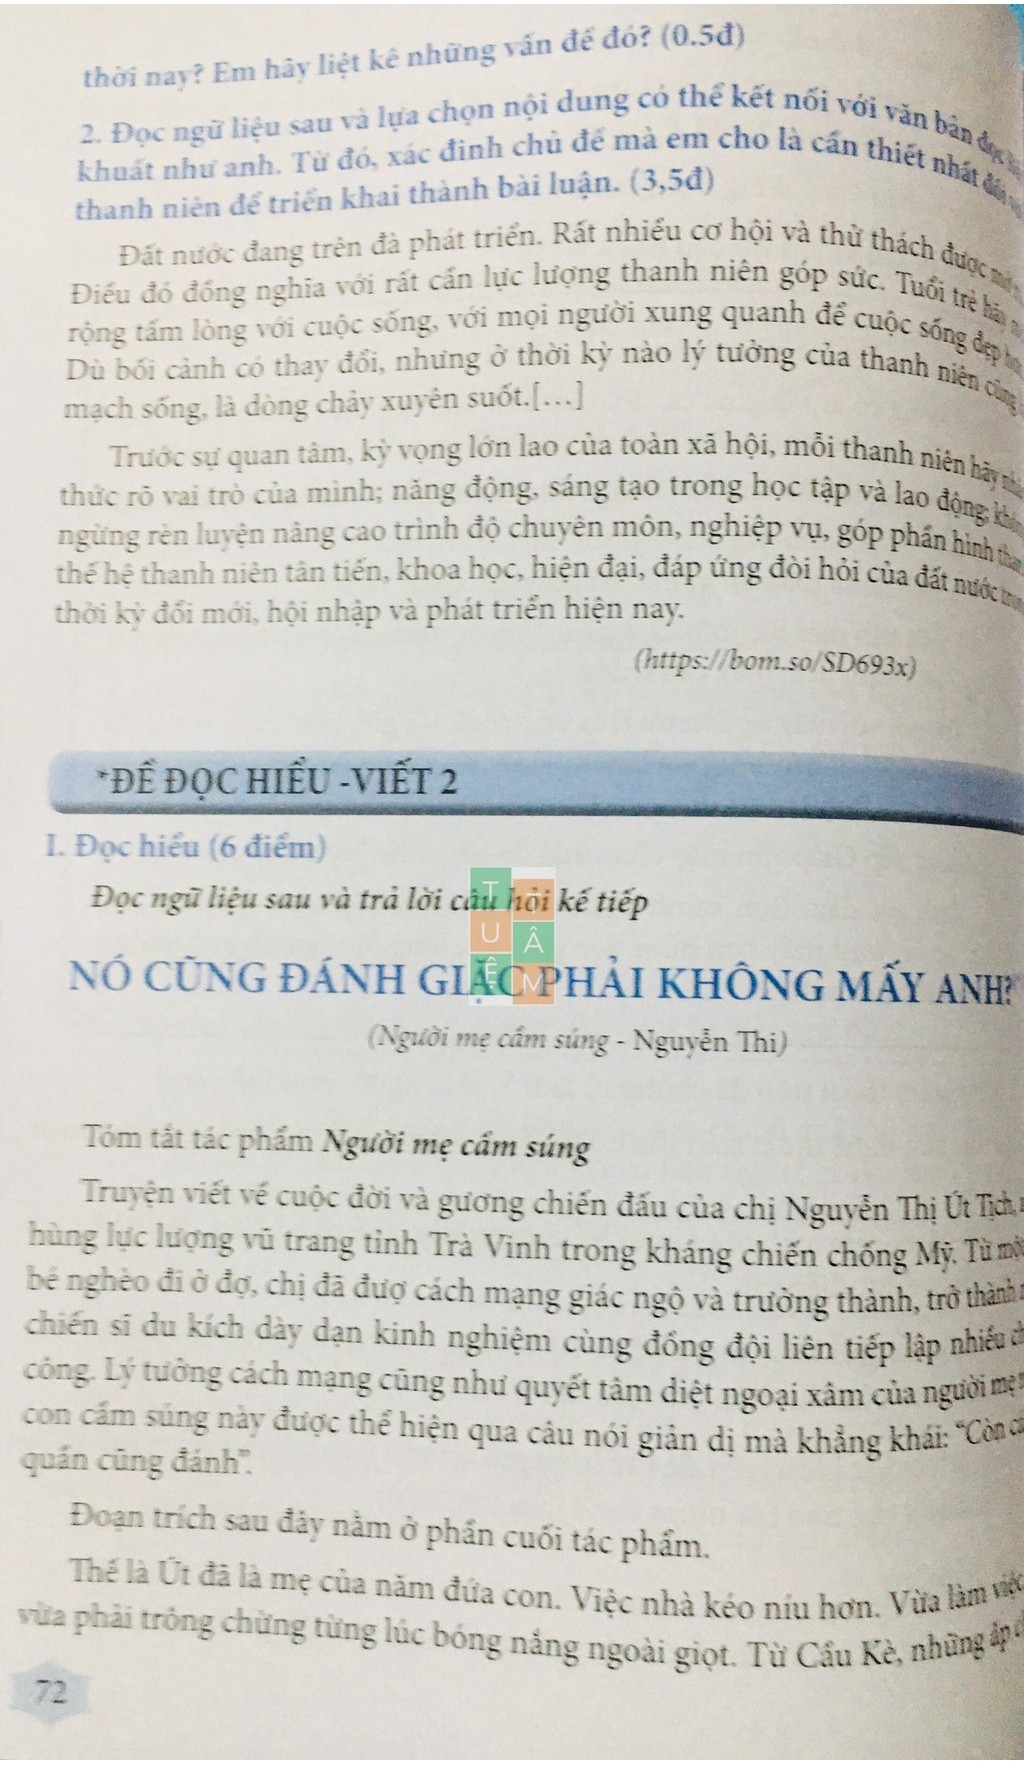 thời nay? Em hãy liệt kê những vấn đề đó? (0.5đ)
2. Đọc ngữ liệu sau và lựa chọn nội dung có thể kết nối với văn bản đọc
khuất như anh. Từ đó, xác đinh chủ đề mà em cho là cần thiết nhất đối
thanh niên để triển khai thành bài luận. (3,5đ)
Đất nước đang trên đà phát triển. Rất nhiều cơ hội và thử thách được
Điều đó đồng nghĩa với rất cần lực lượng thanh niên góp sức. Tuổi trẻ hãy
rộng tấm lòng với cuộc sống, với mọi người xung quanh để cuộc sống đẹp
Dù bối cảnh có thay đổi, nhưng ở thời kỳ nào lý tưởng của thanh niên cũng
mạch sống, là dòng chảy xuyên suốt.[…]
Trước sự quan tâm, kỳ vọng lớn lao của toàn xã hội, mỗi thanh niên hãy
thức rõ vai trò của mình; năng động, sáng tạo trong học tập và lao động;
ngừng rèn luyện nâng cao trình độ chuyên môn, nghiệp vụ, góp phần hình
thế hệ thanh niên tân tiến, khoa học, hiện đại, đáp ứng đòi hỏi của đất nước
thời kỳ đổi mới, hội nhập và phát triển hiện nay.
(https://bom.so/SD693x)
*ĐỀ ĐỌC HIỂU -VIẾT 2
I. Đọc hiểu (6 điểm)
Đọc ngữ liệu sau và trả lời câu hỏi kế tiếp
TUỆ TÂM
NÓ CŨNG ĐÁNH GIẶC PHẢI KHÔNG MẤY ANH?
(Người mẹ cầm súng - Nguyễn Thi)
Tóm tắt tác phẩm Người mẹ cầm súng
Truyện viết về cuộc đời và gương chiến đấu của chị Nguyễn Thị Út Tịch,
hùng lực lượng vũ trang tỉnh Trà Vinh trong kháng chiến chống Mỹ. Từ
bé nghèo đi ở đợ, chị đã đượ cách mạng giác ngộ và trưởng thành, trở thành
chiến sĩ du kích dày dạn kinh nghiệm cùng đồng đội liên tiếp lập nhiều
công. Lý tưởng cách mạng cũng như quyết tâm diệt ngoại xâm của người mẹ
con cầm súng này được thể hiện qua câu nói giản dị mà khẳng khái: “Còn
quần cũng đánh”.
Đoạn trích sau đây nằm ở phần cuối tác phẩm.
Thế là Út đã là mẹ của năm đứa con. Việc nhà kéo níu hơn. Vừa làm việc
vừa phải trông chừng từng lúc bóng nắng ngoài giọt. Từ Cầu Kè, những ấp
72